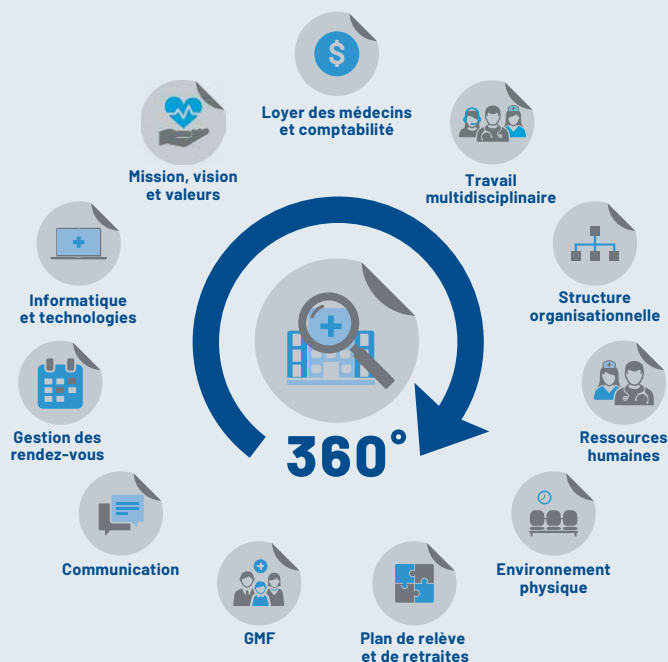 $
Loyer des médecins
et comptabilité
Mission, vision
et valeurs
Travail
multidisciplinaire
Informatique
et technologies
Structure
organisationnelle
Gestion des
rendez-vous
360°
Ressources
humaines
Communication
Environnement
physique
GMF
Plan de relève
et de retraites